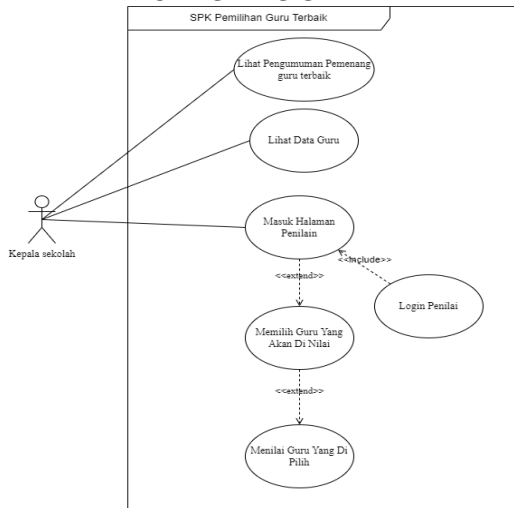 SPK Pemilihan Guru Terbaik
Lihat Pengumuman Pemenang
guru terbaik
Lihat Data Guru
Kepala sekolah
Masuk Halaman
Penilain
<<include>>
<<extend>>
Login Penilai
Memilih Guru Yang
Akan Di Nilai
<<extend>>
Menilai Guru Yang Di
Pilih